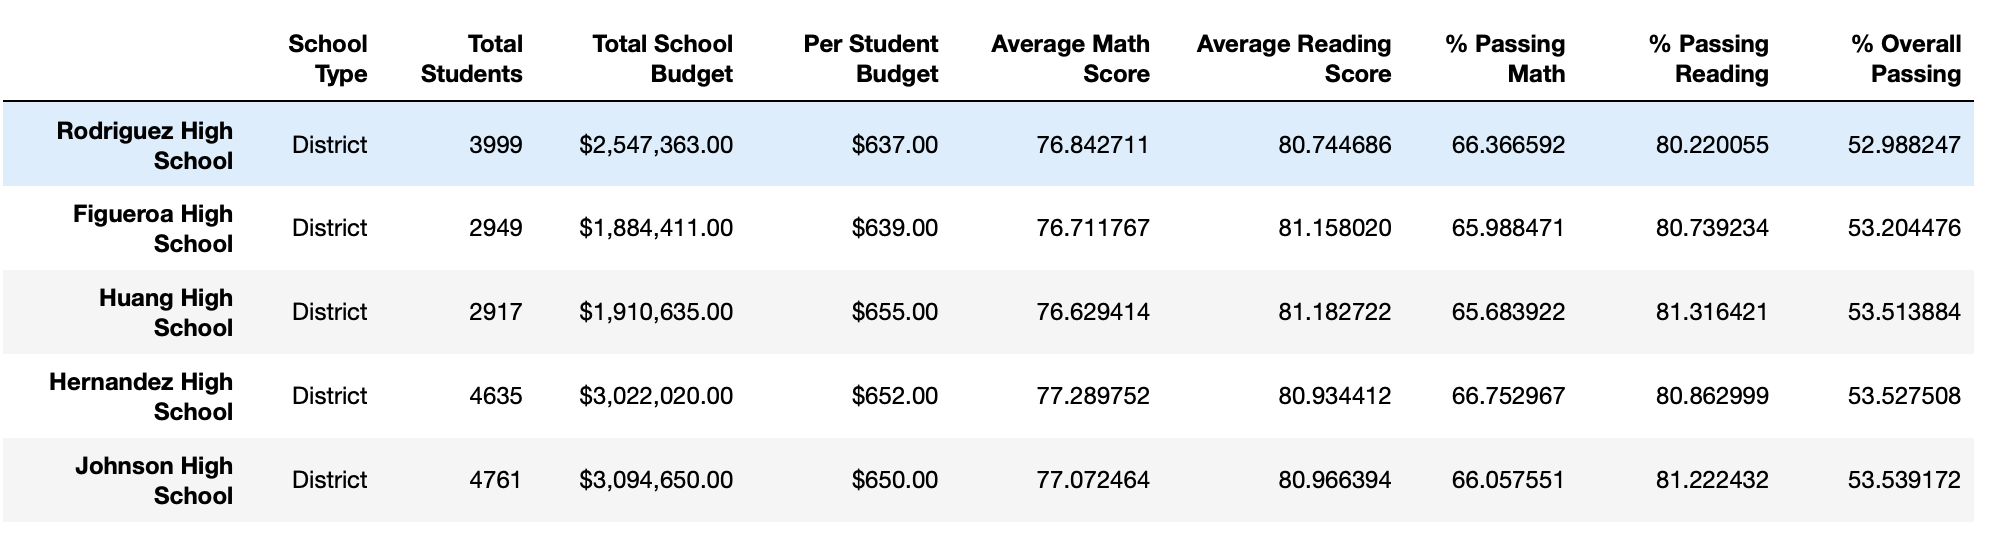 School Type Total Students Total School Budget Per Student Budget Average Math Score Average Reading Score % Passing Math % Passing Reading % Overall Passing
Rodriguez High School District 3999 $2,547,363.00 $637.00 76.842711 80.744686 66.366592 80.220055 52.988247
Figueroa High School District 2949 $1,884,411.00 $639.00 76.711767 81.158020 65.988471 80.739234 53.204476
Huang High School District 2917 $1,910,635.00 $655.00 76.629414 81.182722 65.683922 81.316421 53.513884
Hernandez High School District 4635 $3,022,020.00 $652.00 77.289752 80.934412 66.752967 80.862999 53.527508
Johnson High School District 4761 $3,094,650.00 $650.00 77.072464 80.966394 66.057551 81.222432 53.539172